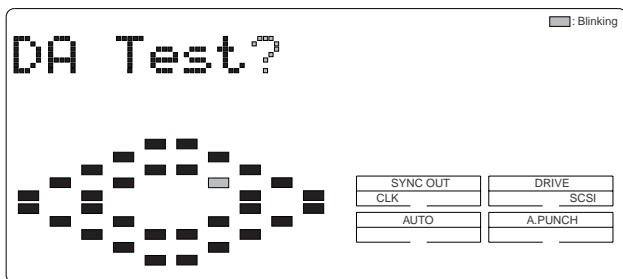 : Blinking
DA Test?
SYNC OUT DRIVE
CLK SCSI
AUTO A.PUNCH